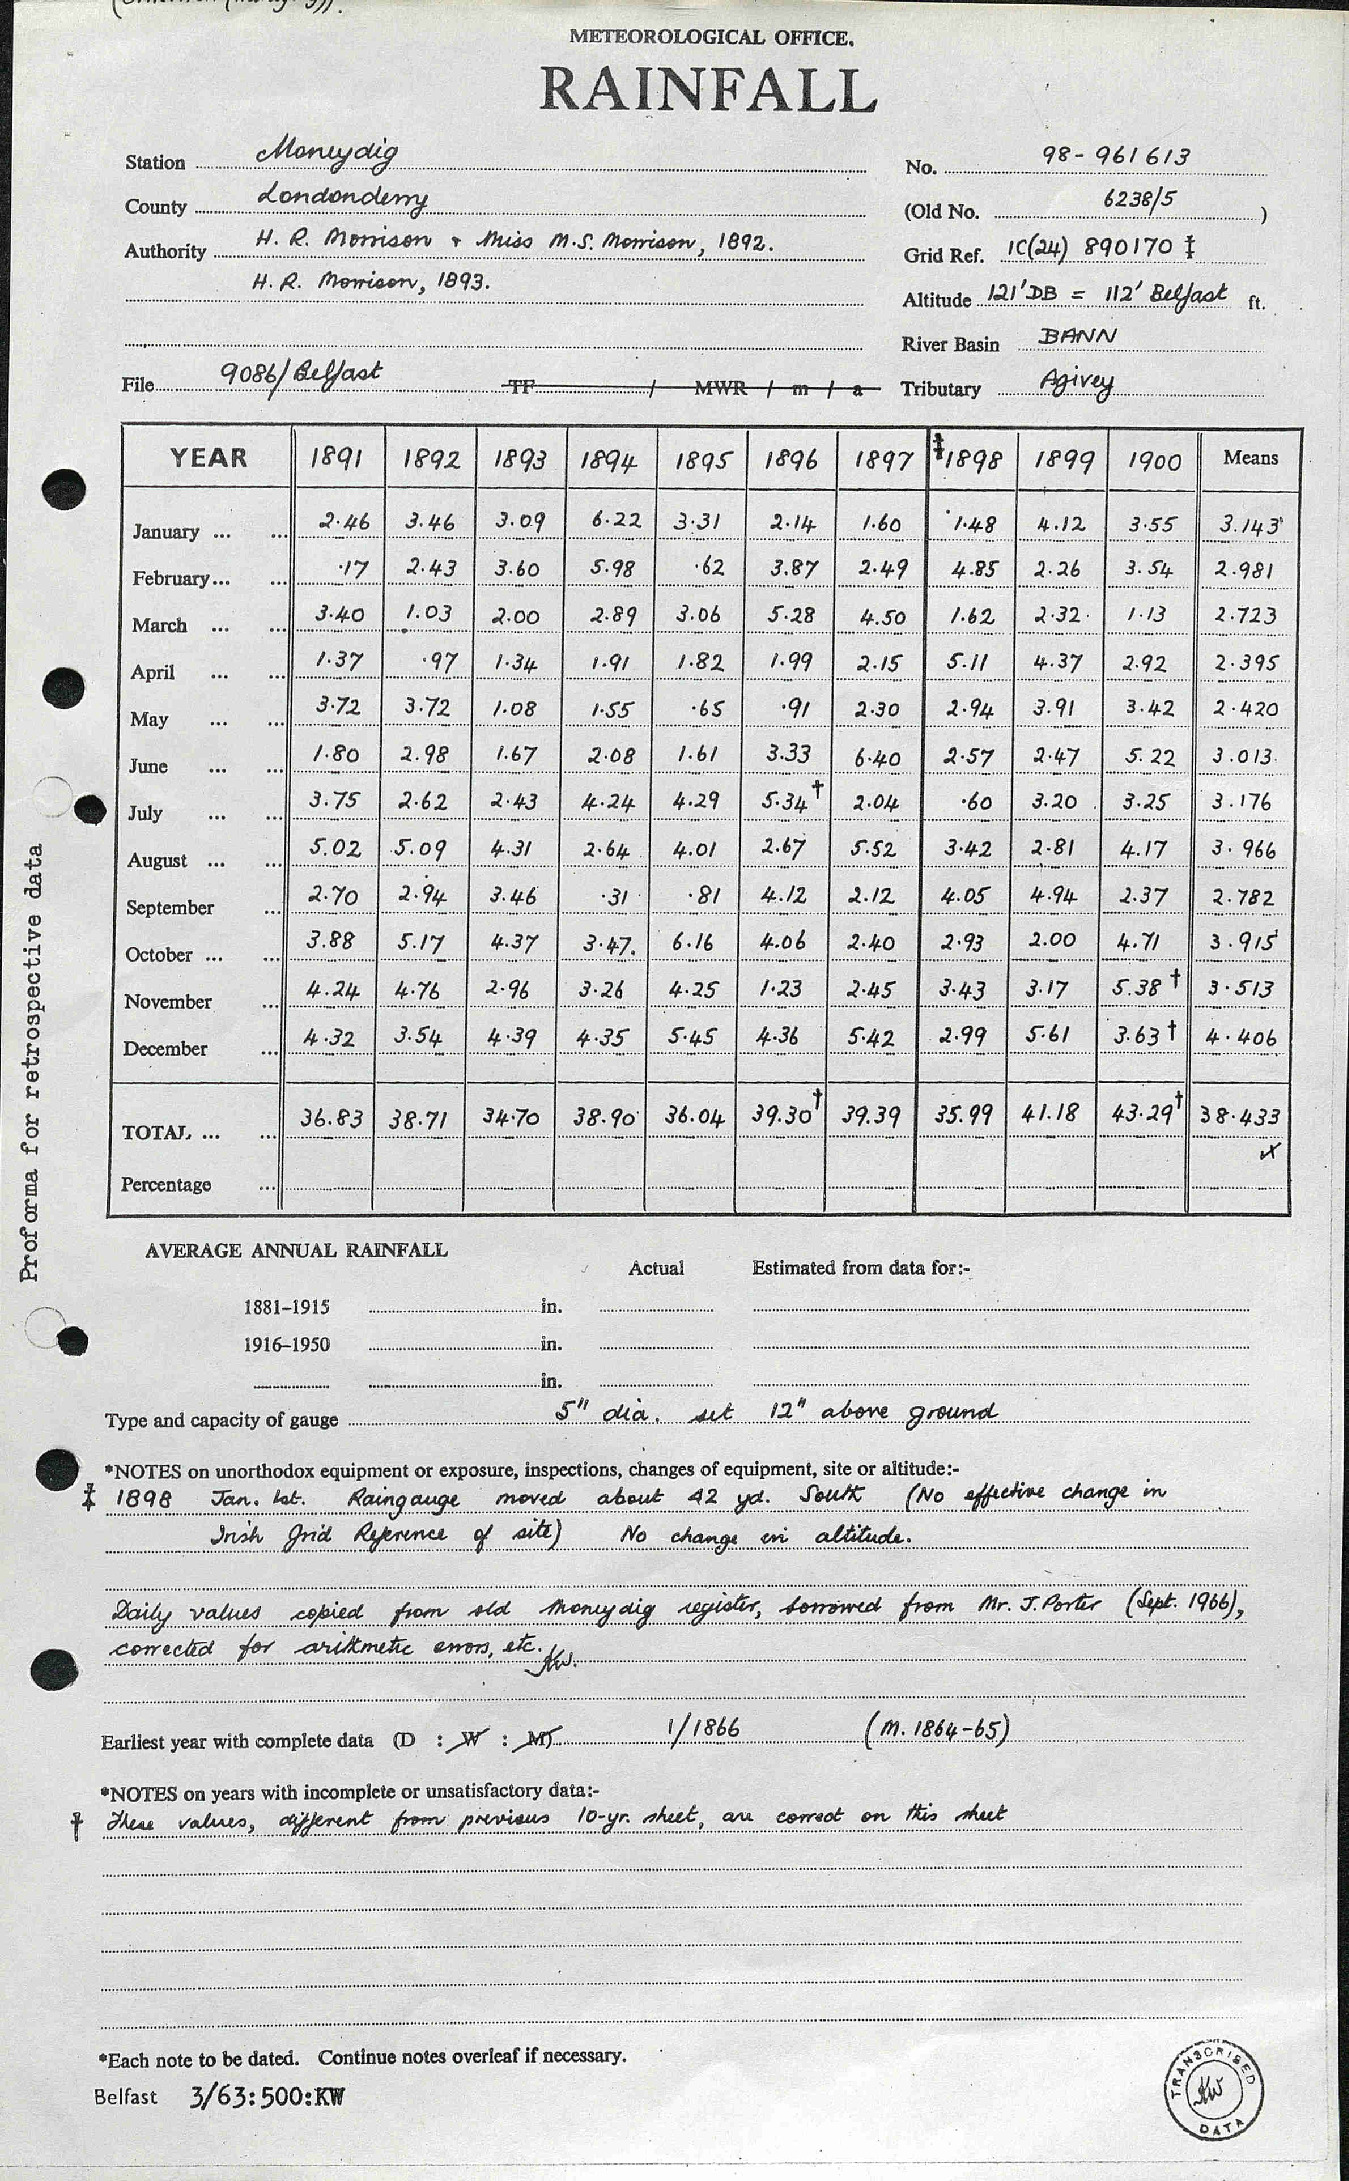 METEOROLOGICAL OFFICE.
RAINFALL
Station Moneydig No. 98-961613
County Londonderry (Old No. 6238/5 )
Authority H. R. Morrison + Miss M.S. Morrison, 1892. Grid Ref. IC(24) 890170 ‡
H. R. Morrison, 1893. Altitude 121' DB = 112' Belfast ft.
River Basin BANN
File 9086/Belfast TF / MWR / m / a Tributary Agivey
YEAR 1891 1892 1893 1894 1895 1896 1897 ‡1898 1899 1900 Means
January ... ... 2.46 3.46 3.09 6.22 3.31 2.14 1.60 1.48 4.12 3.55 3.143
February... ... .17 2.43 3.60 5.98 .62 3.87 2.49 4.85 2.26 3.54 2.981
March ... ... 3.40 1.03 2.00 2.89 3.06 5.28 4.50 1.62 2.32 1.13 2.723
April ... ... 1.37 .97 1.34 1.91 1.82 1.99 2.15 5.11 4.37 2.92 2.395
May ... ... 3.72 3.72 1.08 1.55 .65 .91 2.30 2.94 3.91 3.42 2.420
June ... ... 1.80 2.98 1.67 2.08 1.61 3.33 6.40 2.57 2.47 5.22 3.013
July ... ... 3.75 2.62 2.43 4.24 4.29 5.34† 2.04 .60 3.20 3.25 3.176
August ... ... 5.02 5.09 4.31 2.64 4.01 2.67 5.52 3.42 2.81 4.17 3.966
September ... 2.70 2.94 3.46 .31 .81 4.12 2.12 4.05 4.94 2.37 2.782
October ... ... 3.88 5.17 4.37 3.47 6.16 4.06 2.40 2.93 2.00 4.71 3.915
November ... 4.24 4.76 2.96 3.26 4.25 1.23 2.45 3.43 3.17 5.38† 3.513
December ... 4.32 3.54 4.39 4.35 5.45 4.36 5.42 2.99 5.61 3.63† 4.406
TOTAL ... ... 36.83 38.71 34.70 38.90 36.04 39.30† 39.39 35.99 41.18 43.29† 38.433
Percentage ...
Proforma for retrospective data
AVERAGE ANNUAL RAINFALL
Actual Estimated from data for:-
1881-1915 in.
1916-1950 in.
in.
Type and capacity of gauge 5" dia. set 12" above ground
*NOTES on unorthodox equipment or exposure, inspections, changes of equipment, site or altitude:-
‡ 1898 Jan. 1st. Raingauge moved about 42 yd. South (No effective change in
Irish Grid Reference of site) No change in altitude.
Daily values copied from old Moneydig register, borrowed from Mr. J. Porter (Sept. 1966),
corrected for arithmetic errors, etc. KW.
Earliest year with complete data (D : W : M) 1/1866 (M. 1864-65)
*NOTES on years with incomplete or unsatisfactory data:-
† These values, different from previous 10-yr. sheet, are correct on this sheet
*Each note to be dated. Continue notes overleaf if necessary.
Belfast 3/63:500:KW
TRANSCRIBED
KW
DATA